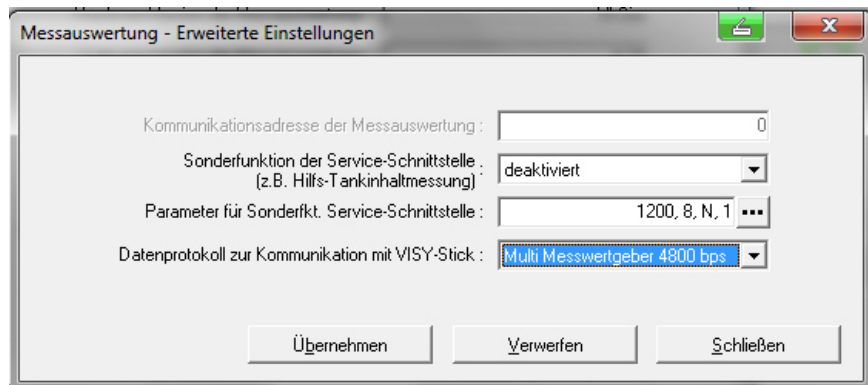 Messauswertung - Erweiterte Einstellungen
Kommunikationsadresse der Messauswertung : 0
Sonderfunktion der Service-Schnittstelle .
(z.B. Hilfs-Tankinhaltmessung) deaktiviert
Parameter für Sonderfkt. Service-Schnittstelle : 1200, 8, N, 1 ...
Datenprotokoll zur Kommunikation mit VISY-Stick : Multi Messwertgeber 4800 bps
Übernehmen Verwerfen Schließen